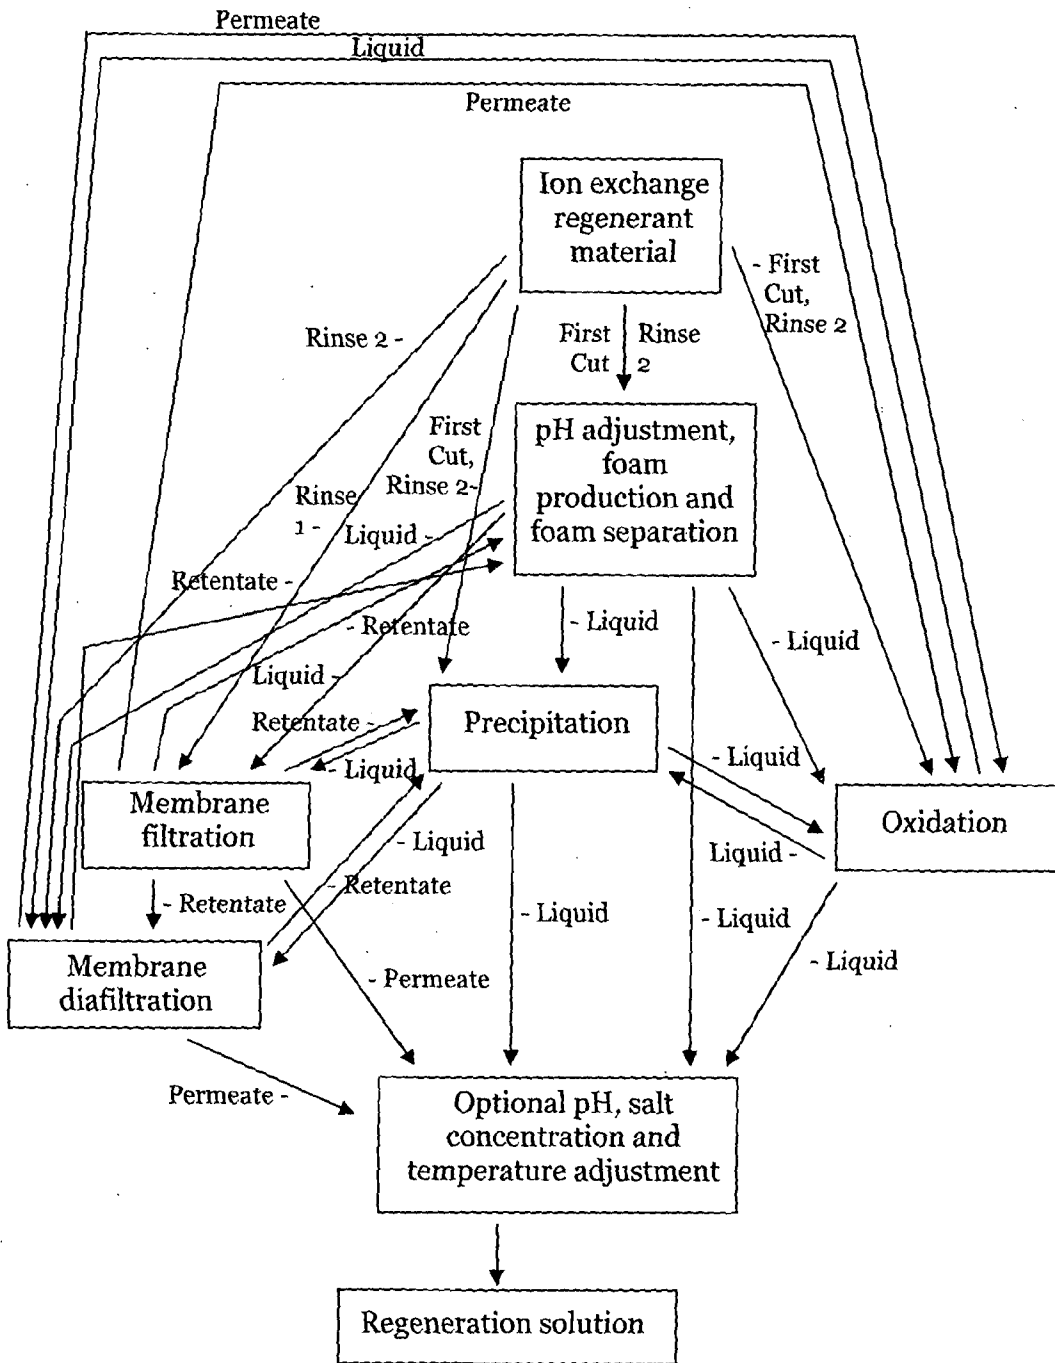 Permeate
Liquid
Permeate
Ion exchange
regenerant
material
- First
Cut,
Rinse 2
Rinse 2 -
First
Cut
Rinse
2
First
Cut,
Rinse 2-
pH adjustment,
foam
production and
foam separation
Rinse
1 -
Liquid -
Retentate -
- Retentate
- Liquid
- Liquid
Liquid -
Retentate -
Precipitation
- Liquid
- Liquid
Membrane
filtration
Oxidation
- Liquid
Liquid -
- Retentate
- Retentate
- Liquid
- Liquid
- Liquid
Membrane
diafiltration
- Permeate
Permeate -
Optional pH, salt
concentration and
temperature adjustment
Regeneration solution